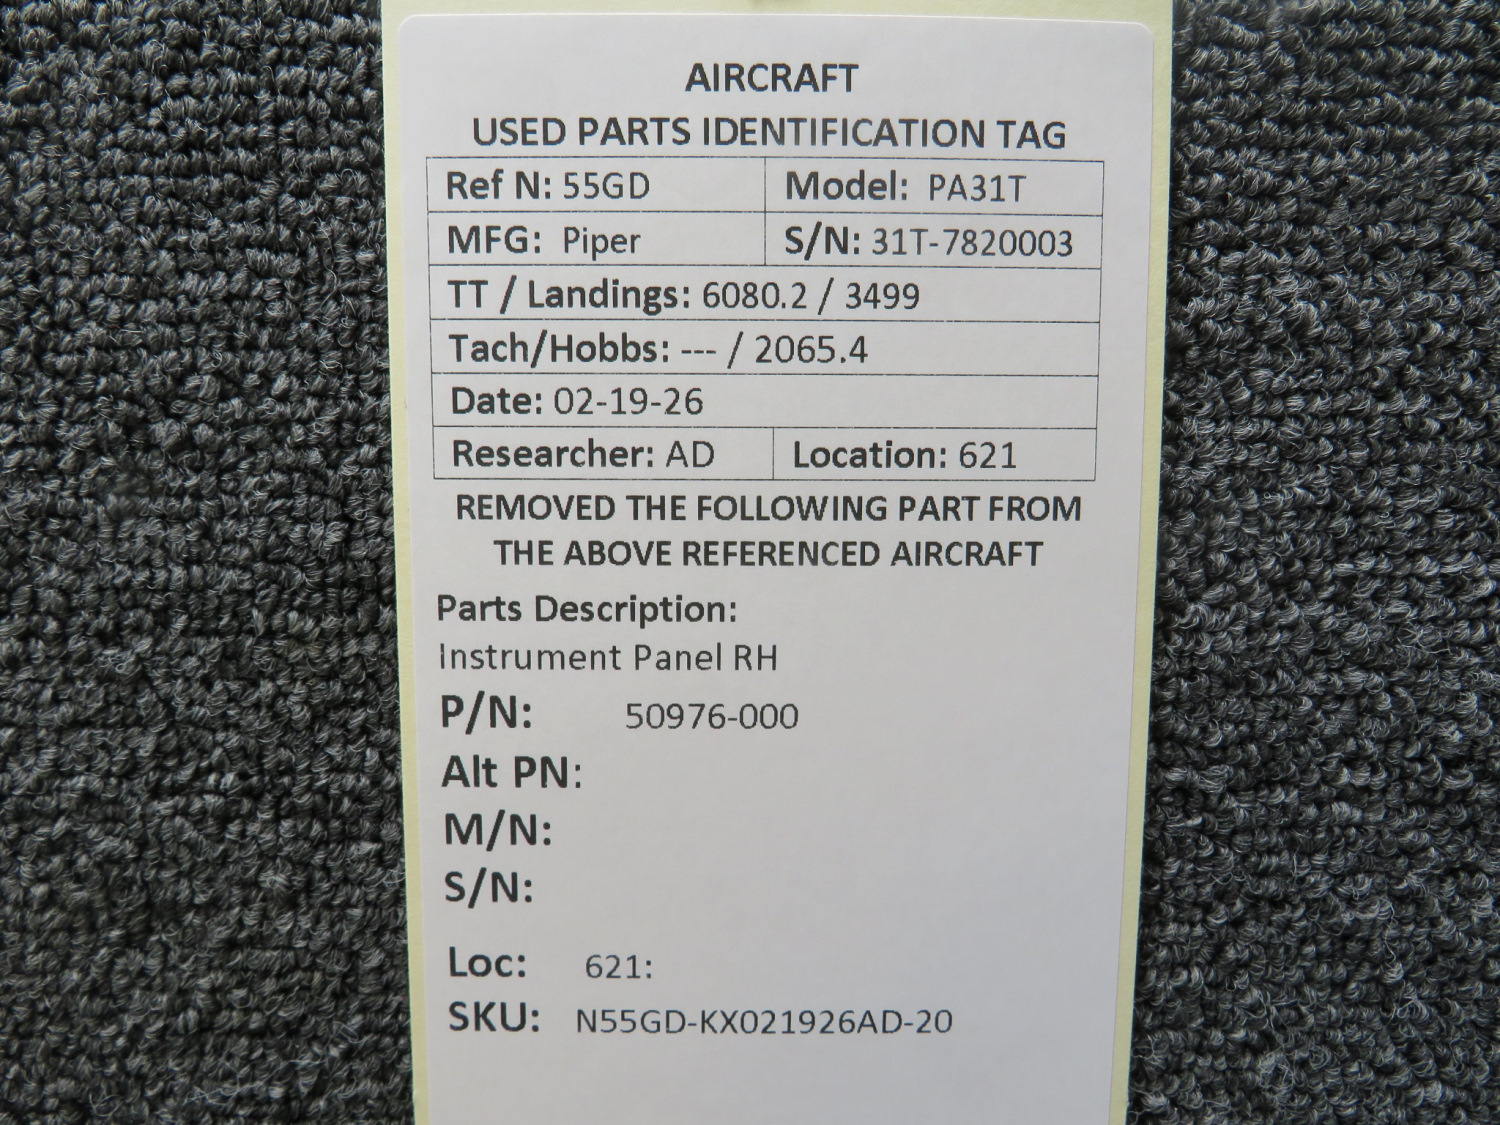 AIRCRAFT
USED PARTS IDENTIFICATION TAG
Ref N: 55GD Model: PA31T
MFG: Piper S/N: 31T-7820003
TT / Landings: 6080.2 / 3499
Tach/Hobbs: --- / 2065.4
Date: 02-19-26
Researcher: AD Location: 621
REMOVED THE FOLLOWING PART FROM
THE ABOVE REFERENCED AIRCRAFT
Parts Description:
Instrument Panel RH
P/N: 50976-000
Alt PN:
M/N:
S/N:
Loc: 621:
SKU: N55GD-KX021926AD-20